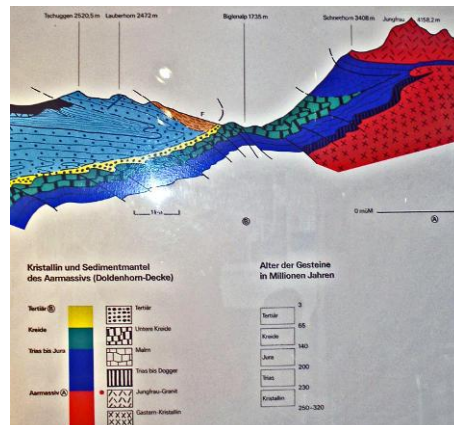 Tschuggen 2520,5 m
Lauberhorn 2472 m
Biglenalp 1735 m
Schneehorn 3408 m
Jungfrau 4158,2 m
F
1 km
B
0 müM
A
Kristallin und Sedimentmantel
des Aarmassivs (Doldenhorn-Decke)
Tertiär B
Kreide
Trias bis Jura
Aarmassiv A
Tertiär
Untere Kreide
Malm
Trias bis Dogger
Jungfrau-Granit
Gastern-Kristallin
Alter der Gesteine
in Millionen Jahren
3
Tertiär
65
Kreide
140
Jura
200
Trias
230
Kristallin
250-320